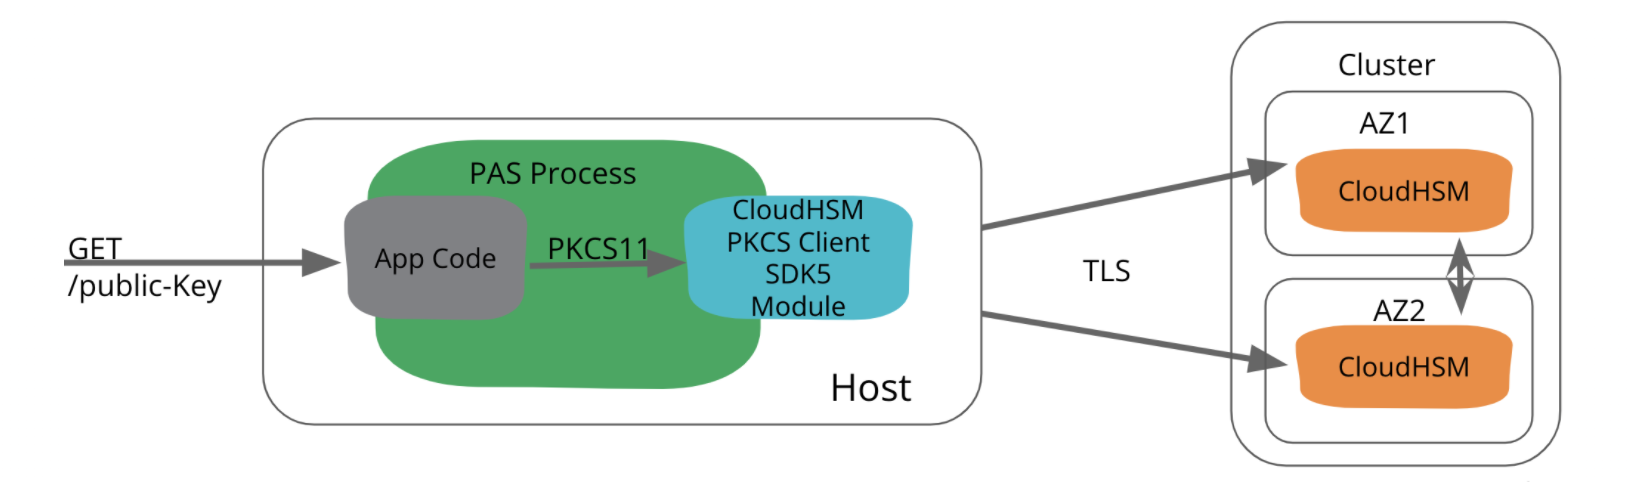 GET
/public-Key
PAS Process
App Code
PKCS11
CloudHSM
PKCS Client
SDK5
Module
Host
TLS
Cluster
AZ1
CloudHSM
AZ2
CloudHSM